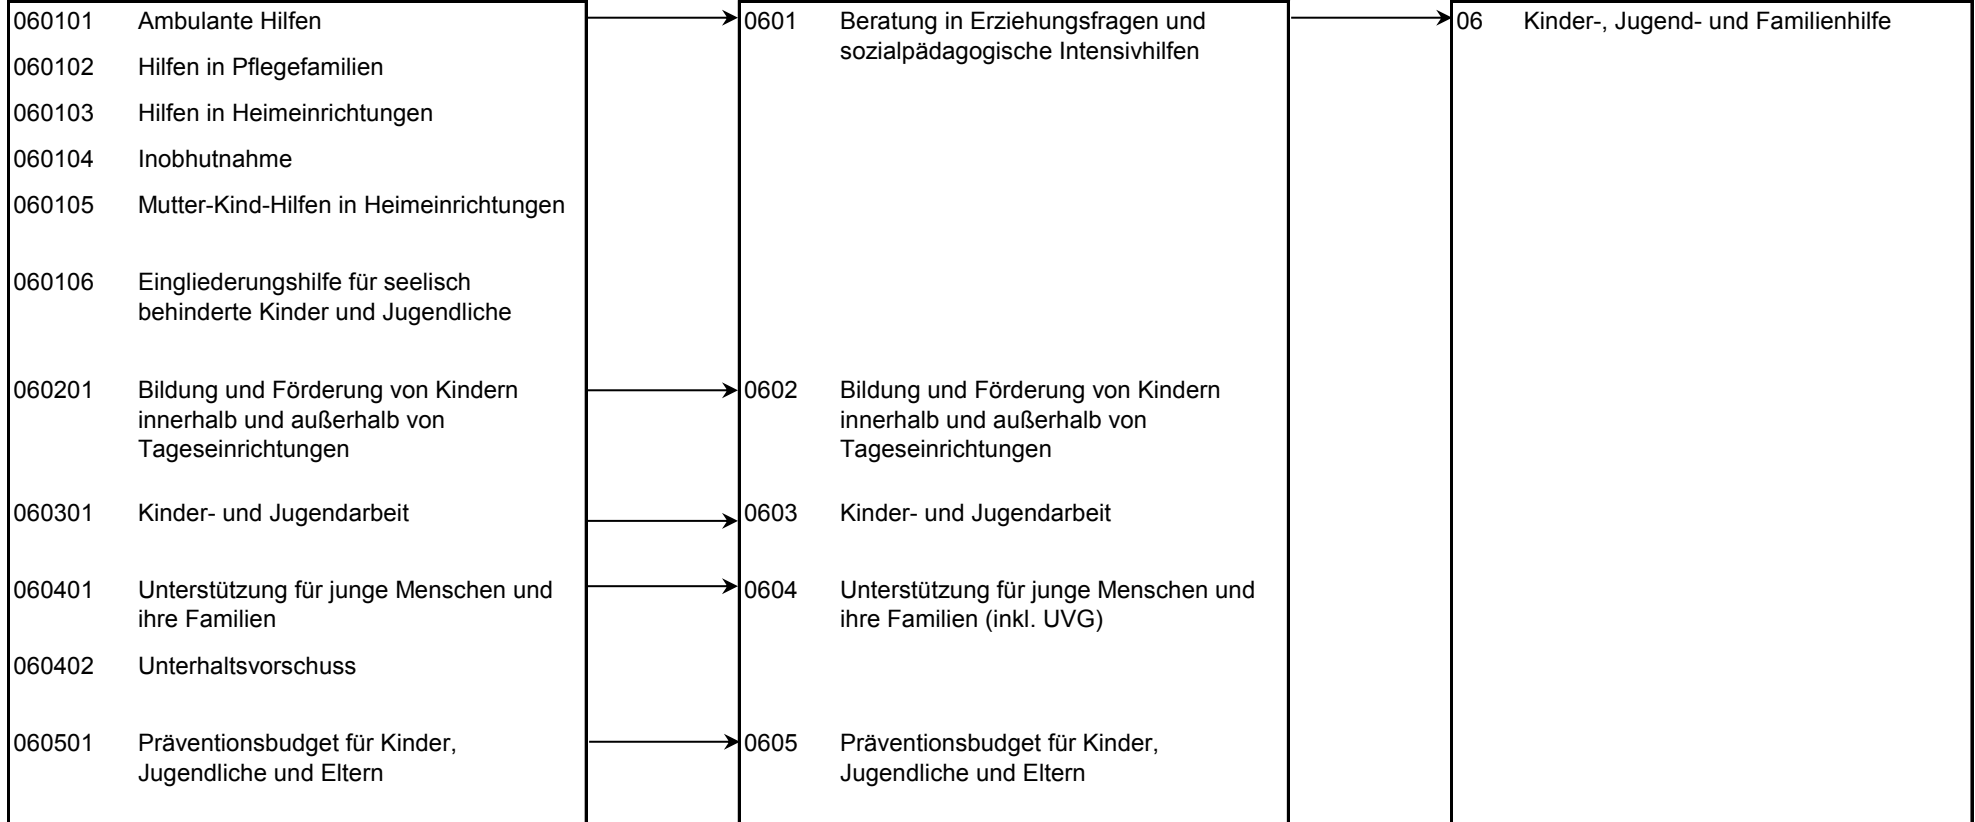 060101 Ambulante Hilfen
060102 Hilfen in Pflegefamilien
060103 Hilfen in Heimeinrichtungen
060104 Inobhutnahme
060105 Mutter-Kind-Hilfen in Heimeinrichtungen
060106 Eingliederungshilfe für seelisch
behinderte Kinder und Jugendliche
060201 Bildung und Förderung von Kindern
innerhalb und außerhalb von
Tageseinrichtungen
060301 Kinder- und Jugendarbeit
060401 Unterstützung für junge Menschen und
ihre Familien
060402 Unterhaltsvorschuss
060501 Präventionsbudget für Kinder,
Jugendliche und Eltern
0601 Beratung in Erziehungsfragen und
sozialpädagogische Intensivhilfen
0602 Bildung und Förderung von Kindern
innerhalb und außerhalb von
Tageseinrichtungen
0603 Kinder- und Jugendarbeit
0604 Unterstützung für junge Menschen und
ihre Familien (inkl. UVG)
0605 Präventionsbudget für Kinder,
Jugendliche und Eltern
06 Kinder-, Jugend- und Familienhilfe